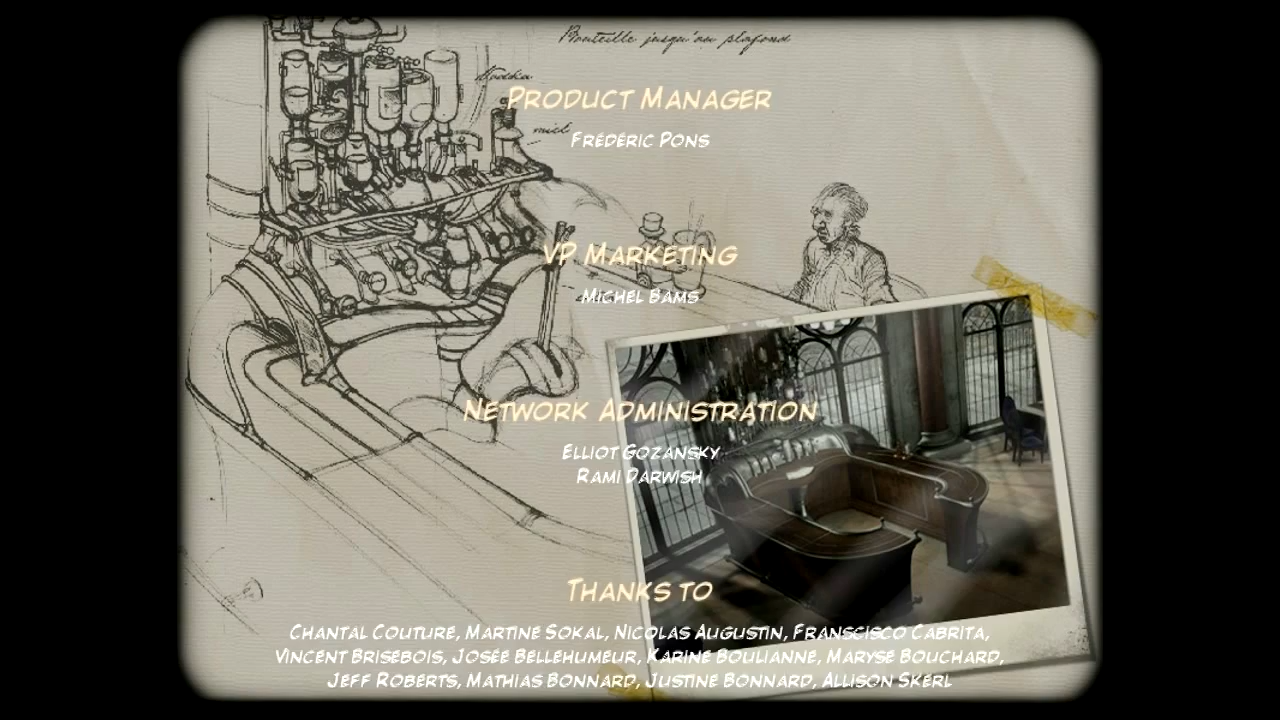 Bouteille jusqu'au plafond
PRODUCT MANAGER
miel
FRÉDÉRIC PONS
VP MARKETING
MICHEL BAMS
NETWORK ADMINISTRATION
ELLIOT GOZANSKY
RAMI DARWISH
THANKS TO
CHANTAL COUTURE, MARTINE SOKAL, NICOLAS AUGUSTIN, FRANSCISCO CABRITA,
VINCENT BRISEBOIS, JOSÉE BELLEHUMEUR, KARINE BOULIANNE, MARYSE BOUCHARD,
JEFF ROBERTS, MATHIAS BONNARD, JUSTINE BONNARD, ALLISON SKERL